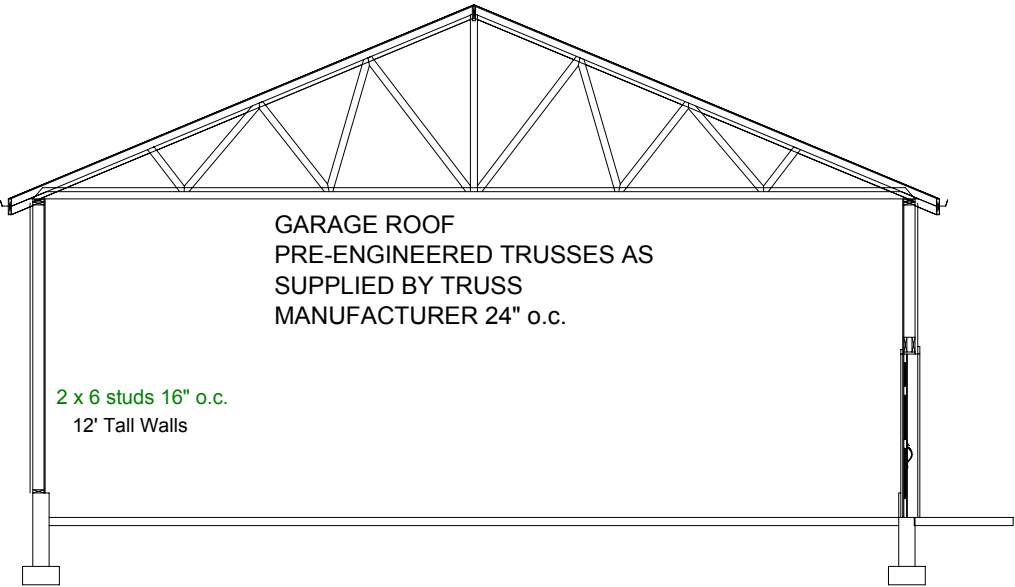 GARAGE ROOF
PRE-ENGINEERED TRUSSES AS
SUPPLIED BY TRUSS
MANUFACTURER 24" o.c.
2 x 6 studs 16" o.c.
12' Tall Walls